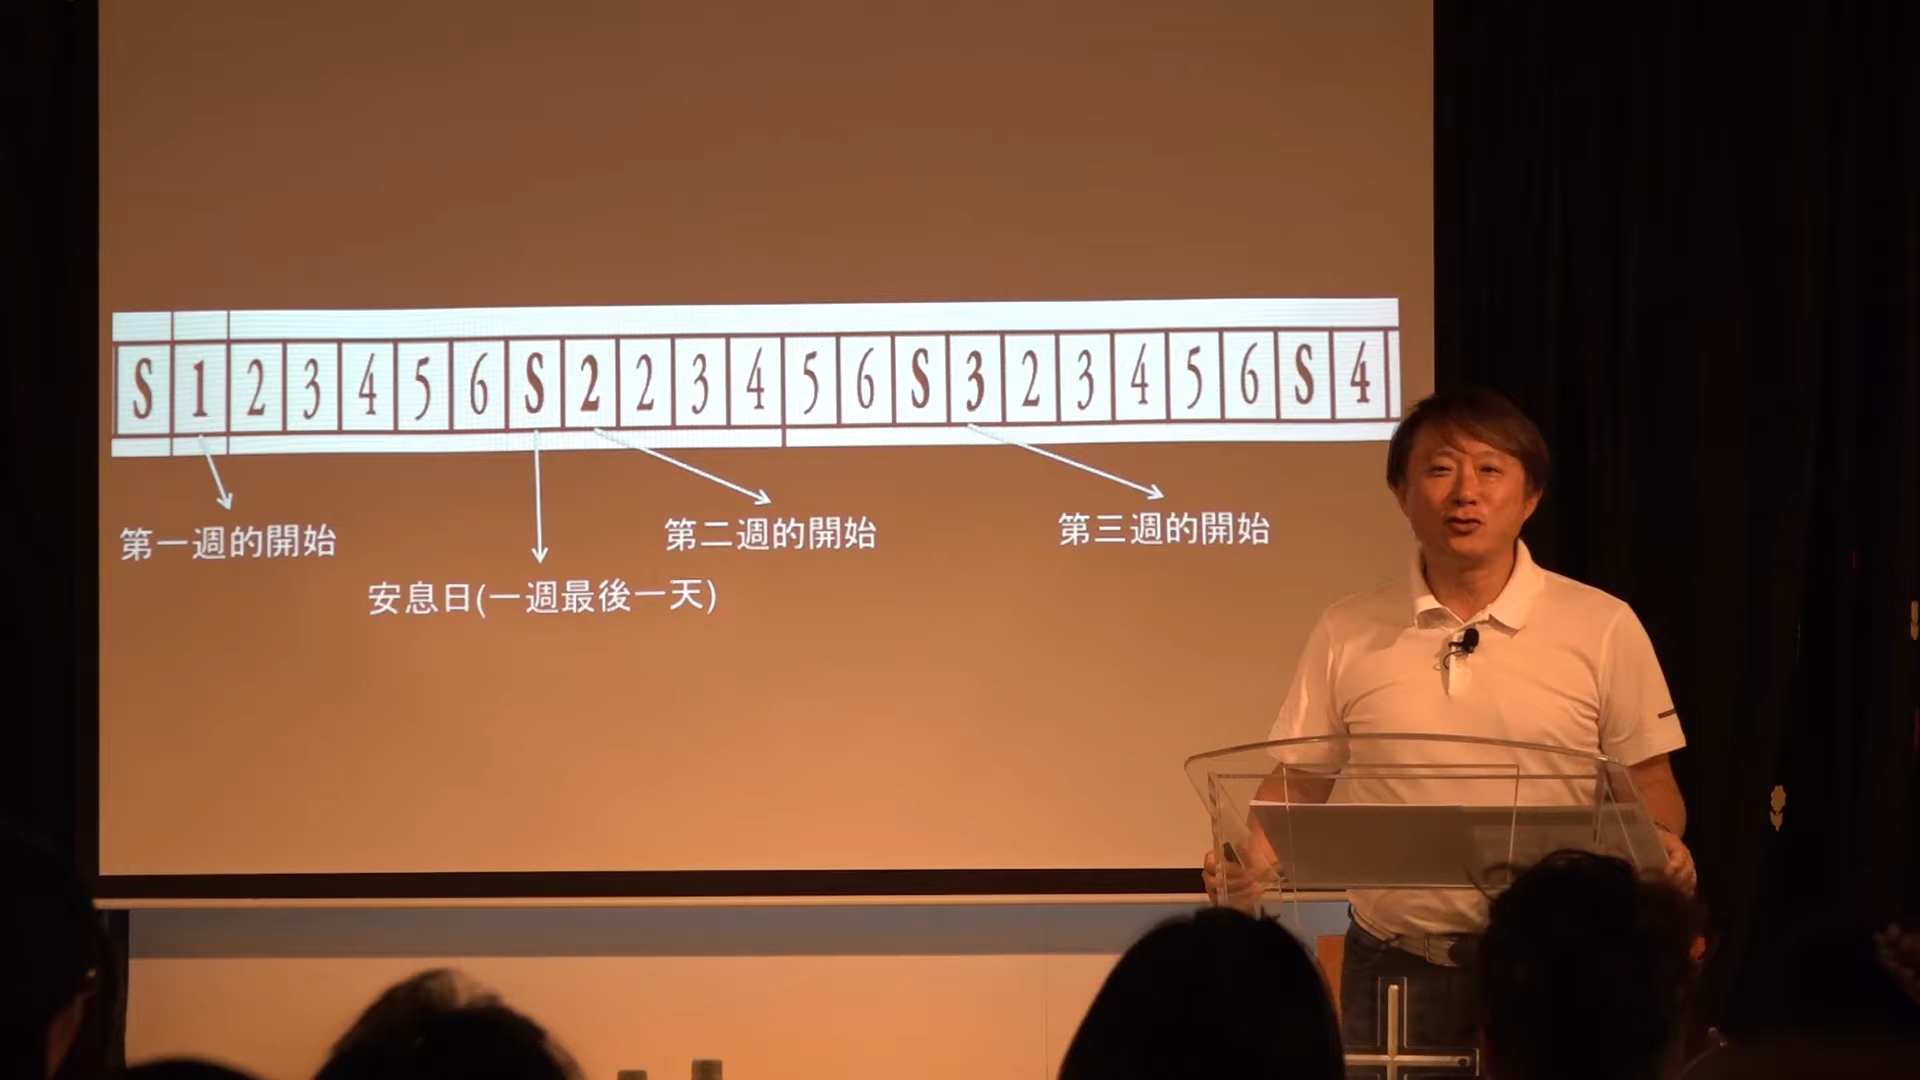 S 1 2 3 4 5 6 S 2 2 3 4 5 6 S 3 2 3 4 5 6 S 4
第一週的開始
第二週的開始
第三週的開始
安息日(一週最後一天)